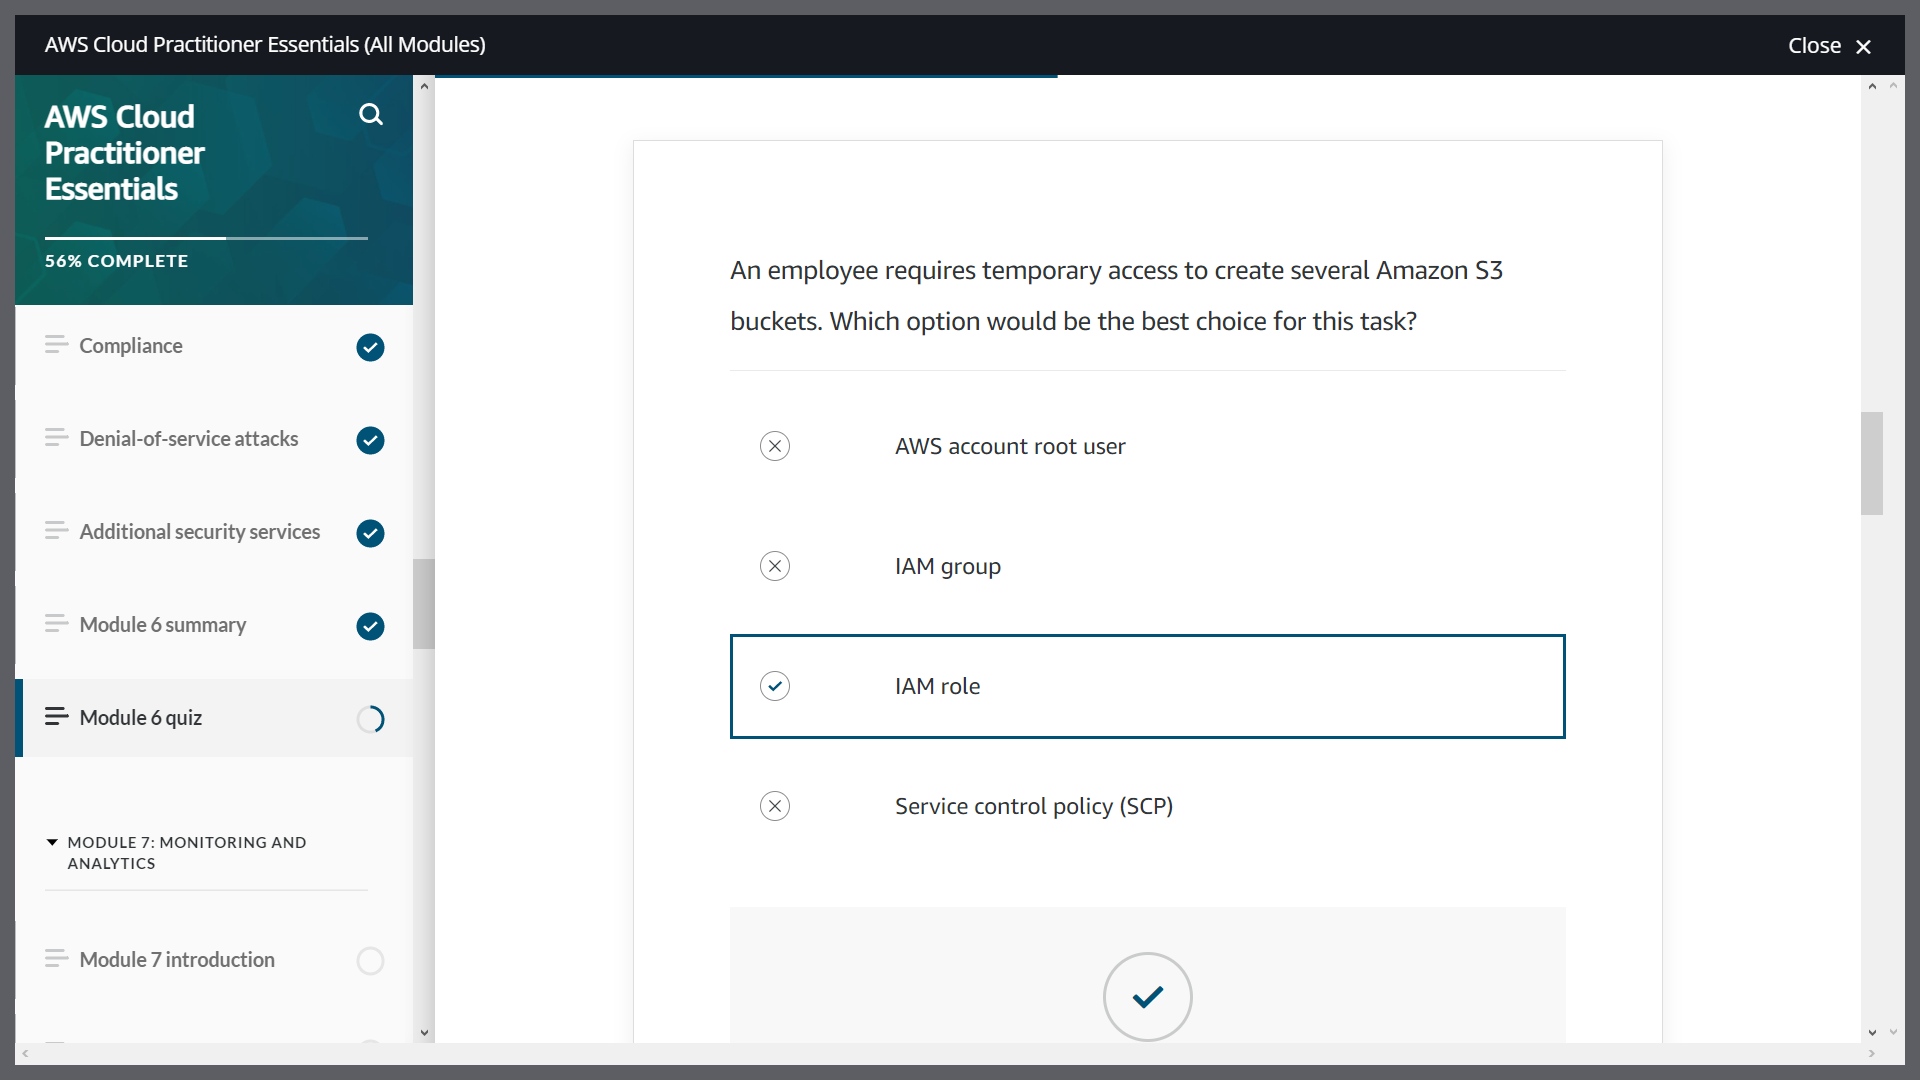 AWS Cloud Practitioner Essentials (All Modules)
Close
AWS Cloud
Practitioner
Essentials
56% COMPLETE
Compliance
Denial-of-service attacks
Additional security services
Module 6 summary
Module 6 quiz
MODULE 7: MONITORING AND
ANALYTICS
Module 7 introduction
An employee requires temporary access to create several Amazon S3
buckets. Which option would be the best choice for this task?
AWS account root user
IAM group
IAM role
Service control policy (SCP)